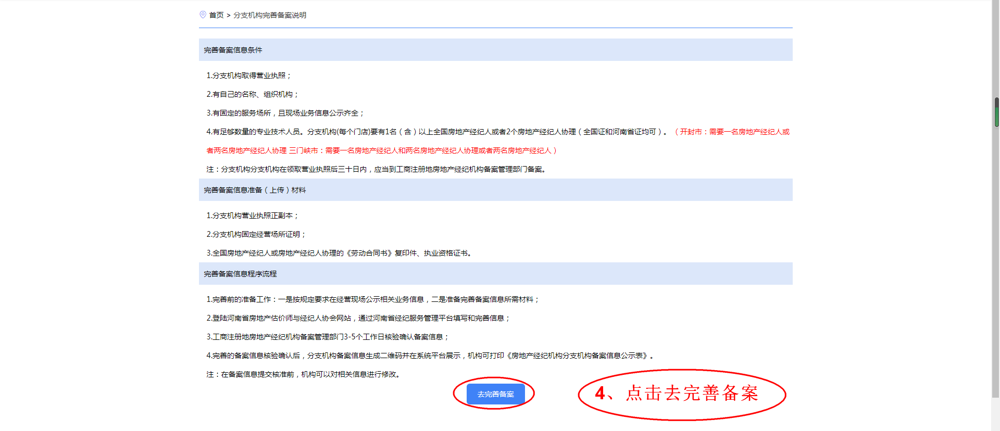 首页 > 分支机构完善备案说明
完善备案信息条件
1.分支机构取得营业执照；
2.有自己的名称、组织机构；
3.有固定的服务场所，且现场业务信息公示齐全；
4.有足够数量的专业技术人员。分支机构(每个门店)要有1名（含）以上全国房地产经纪人或者2个房地产经纪人协理（全国证和河南省证均可）。 （开封市：需要一名房地产经纪人或
者两名房地产经纪人协理 三门峡市：需要一名房地产经纪人和两名房地产经纪人协理或者两名房地产经纪人）
注：分支机构分支机构在领取营业执照后三十日内，应当到工商注册地房地产经纪机构备案管理部门备案。
完善备案信息准备（上传）材料
1.分支机构营业执照正副本；
2.分支机构固定经营场所证明；
3.全国房地产经纪人或房地产经纪人协理的《劳动合同书》复印件、执业资格证书。
完善备案信息程序流程
1.完善前的准备工作：一是按规定要求在经营现场公示相关业务信息，二是准备完善备案信息所需材料；
2.登陆河南省房地产估价师与经纪人协会网站，通过河南省经纪服务管理平台填写和完善信息；
3.工商注册地房地产经纪机构备案管理部门3-5个工作日核验确认备案信息；
4.完善的备案信息核验确认后，分支机构备案信息生成二维码并在系统平台展示，机构可打印《房地产经纪机构分支机构备案信息公示表》。
注：在备案信息提交核准前，机构可以对相关信息进行修改。
去完善备案
4、点击去完善备案